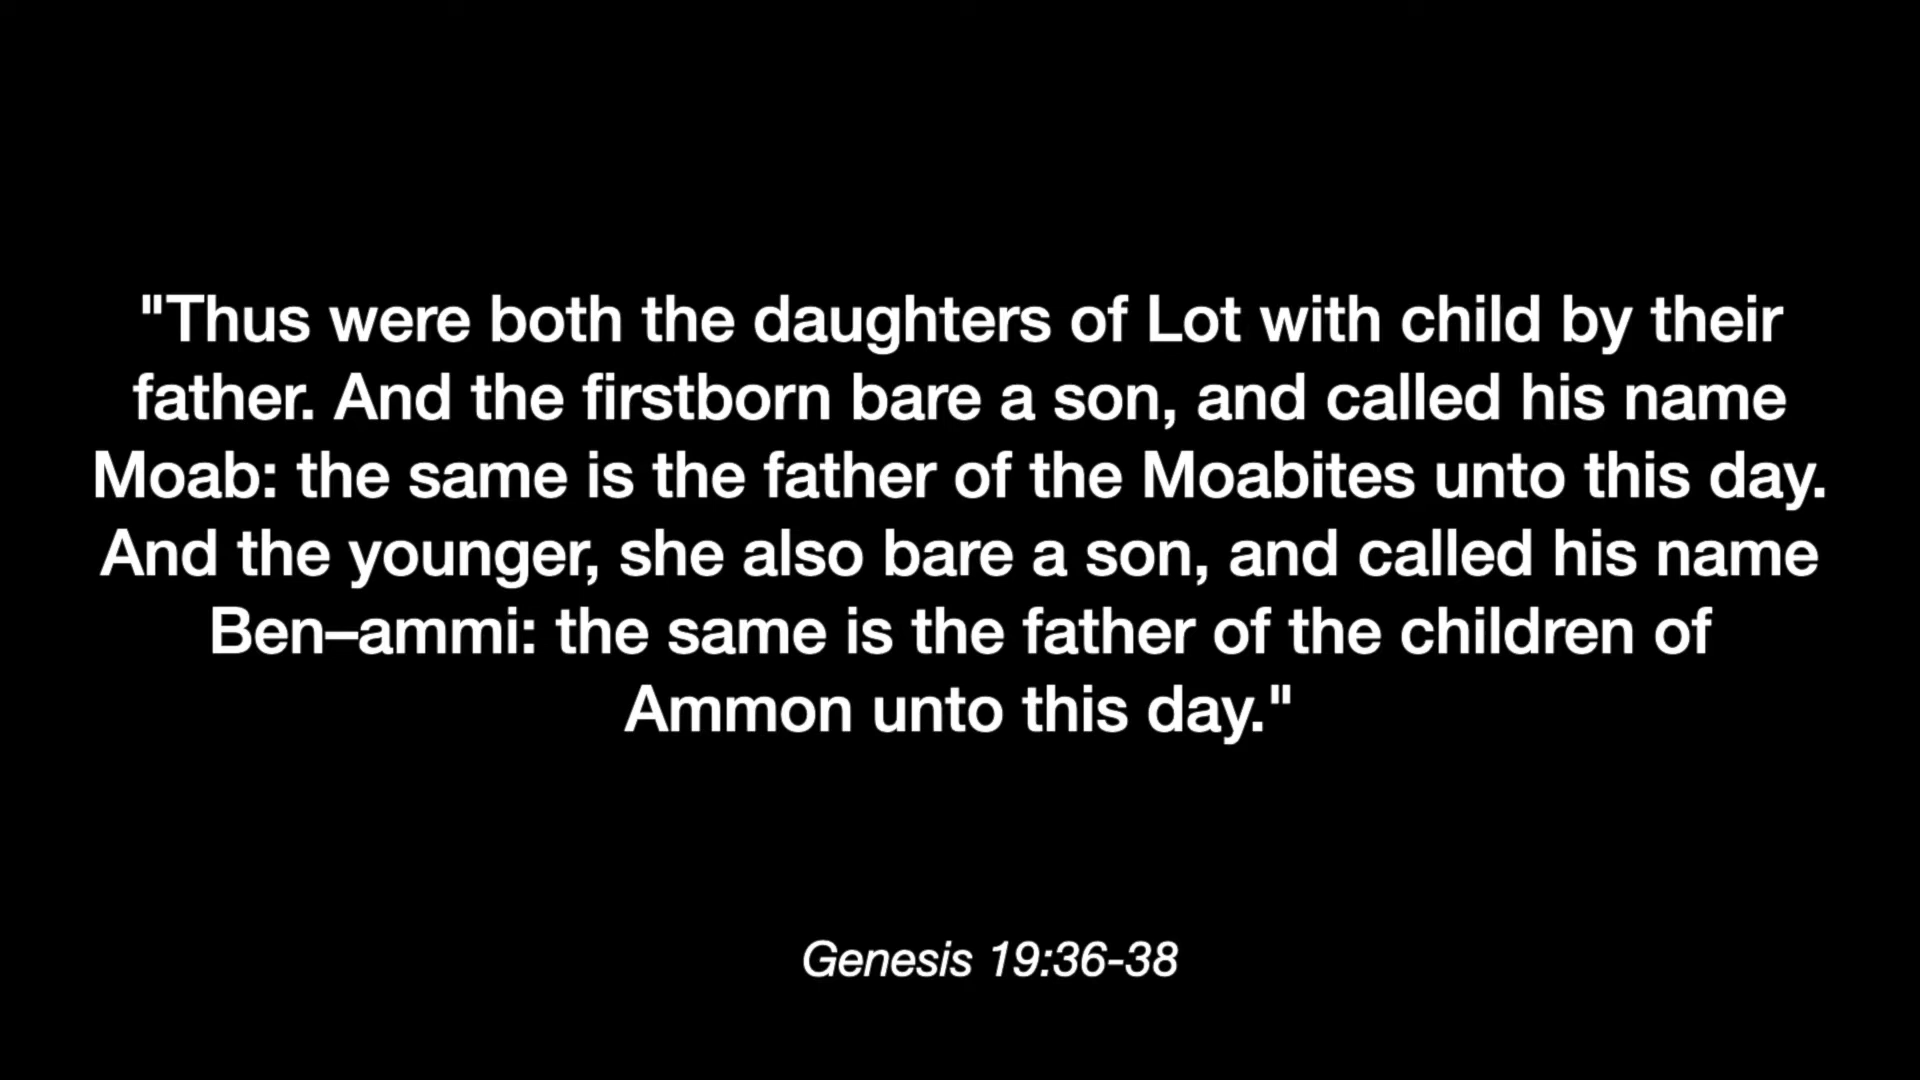 "Thus were both the daughters of Lot with child by their
father. And the firstborn bare a son, and called his name
Moab: the same is the father of the Moabites unto this day.
And the younger, she also bare a son, and called his name
Ben–ammi: the same is the father of the children of
Ammon unto this day."
Genesis 19:36-38